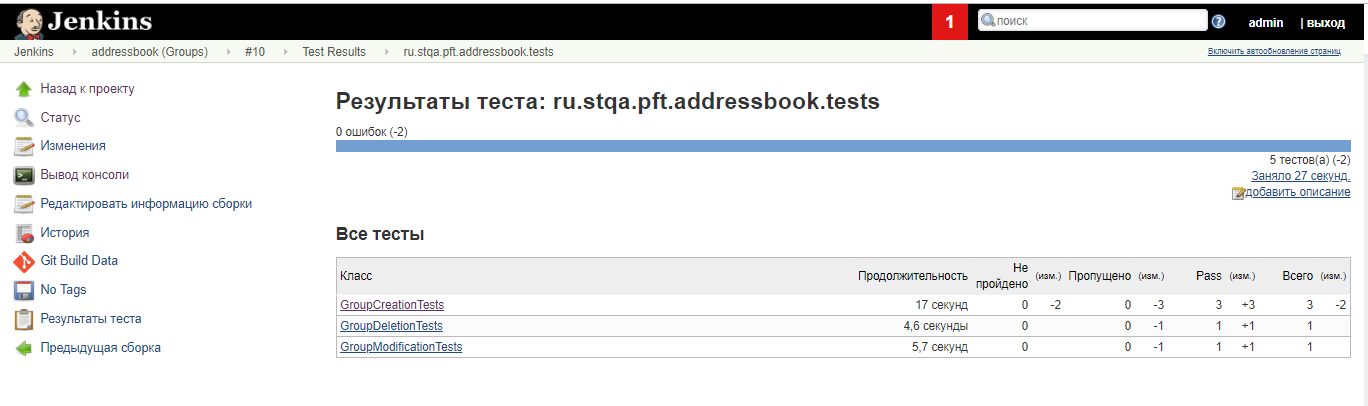 Jenkins
1
поиск
admin
| выход
Jenkins addressbook (Groups) #10 Test Results ru.stqa.pft.addressbook.tests
Включить автообновление страниц
Назад к проекту
Статус
Изменения
Вывод консоли
Редактировать информацию сборки
История
Git Build Data
No Tags
Результаты теста
Предыдущая сборка
Результаты теста: ru.stqa.pft.addressbook.tests
0 ошибок (-2)
5 тестов(а) (-2)
Заняло 27 секунд.
добавить описание
Все тесты
Класс Продолжительность Не пройдено (изм.) Пропущено (изм.) Pass (изм.) Всего (изм.)
GroupCreationTests 17 секунд 0 -2 0 -3 3 +3 3 -2
GroupDeletionTests 4,6 секунды 0 0 -1 1 +1 1
GroupModificationTests 5,7 секунд 0 0 -1 1 +1 1